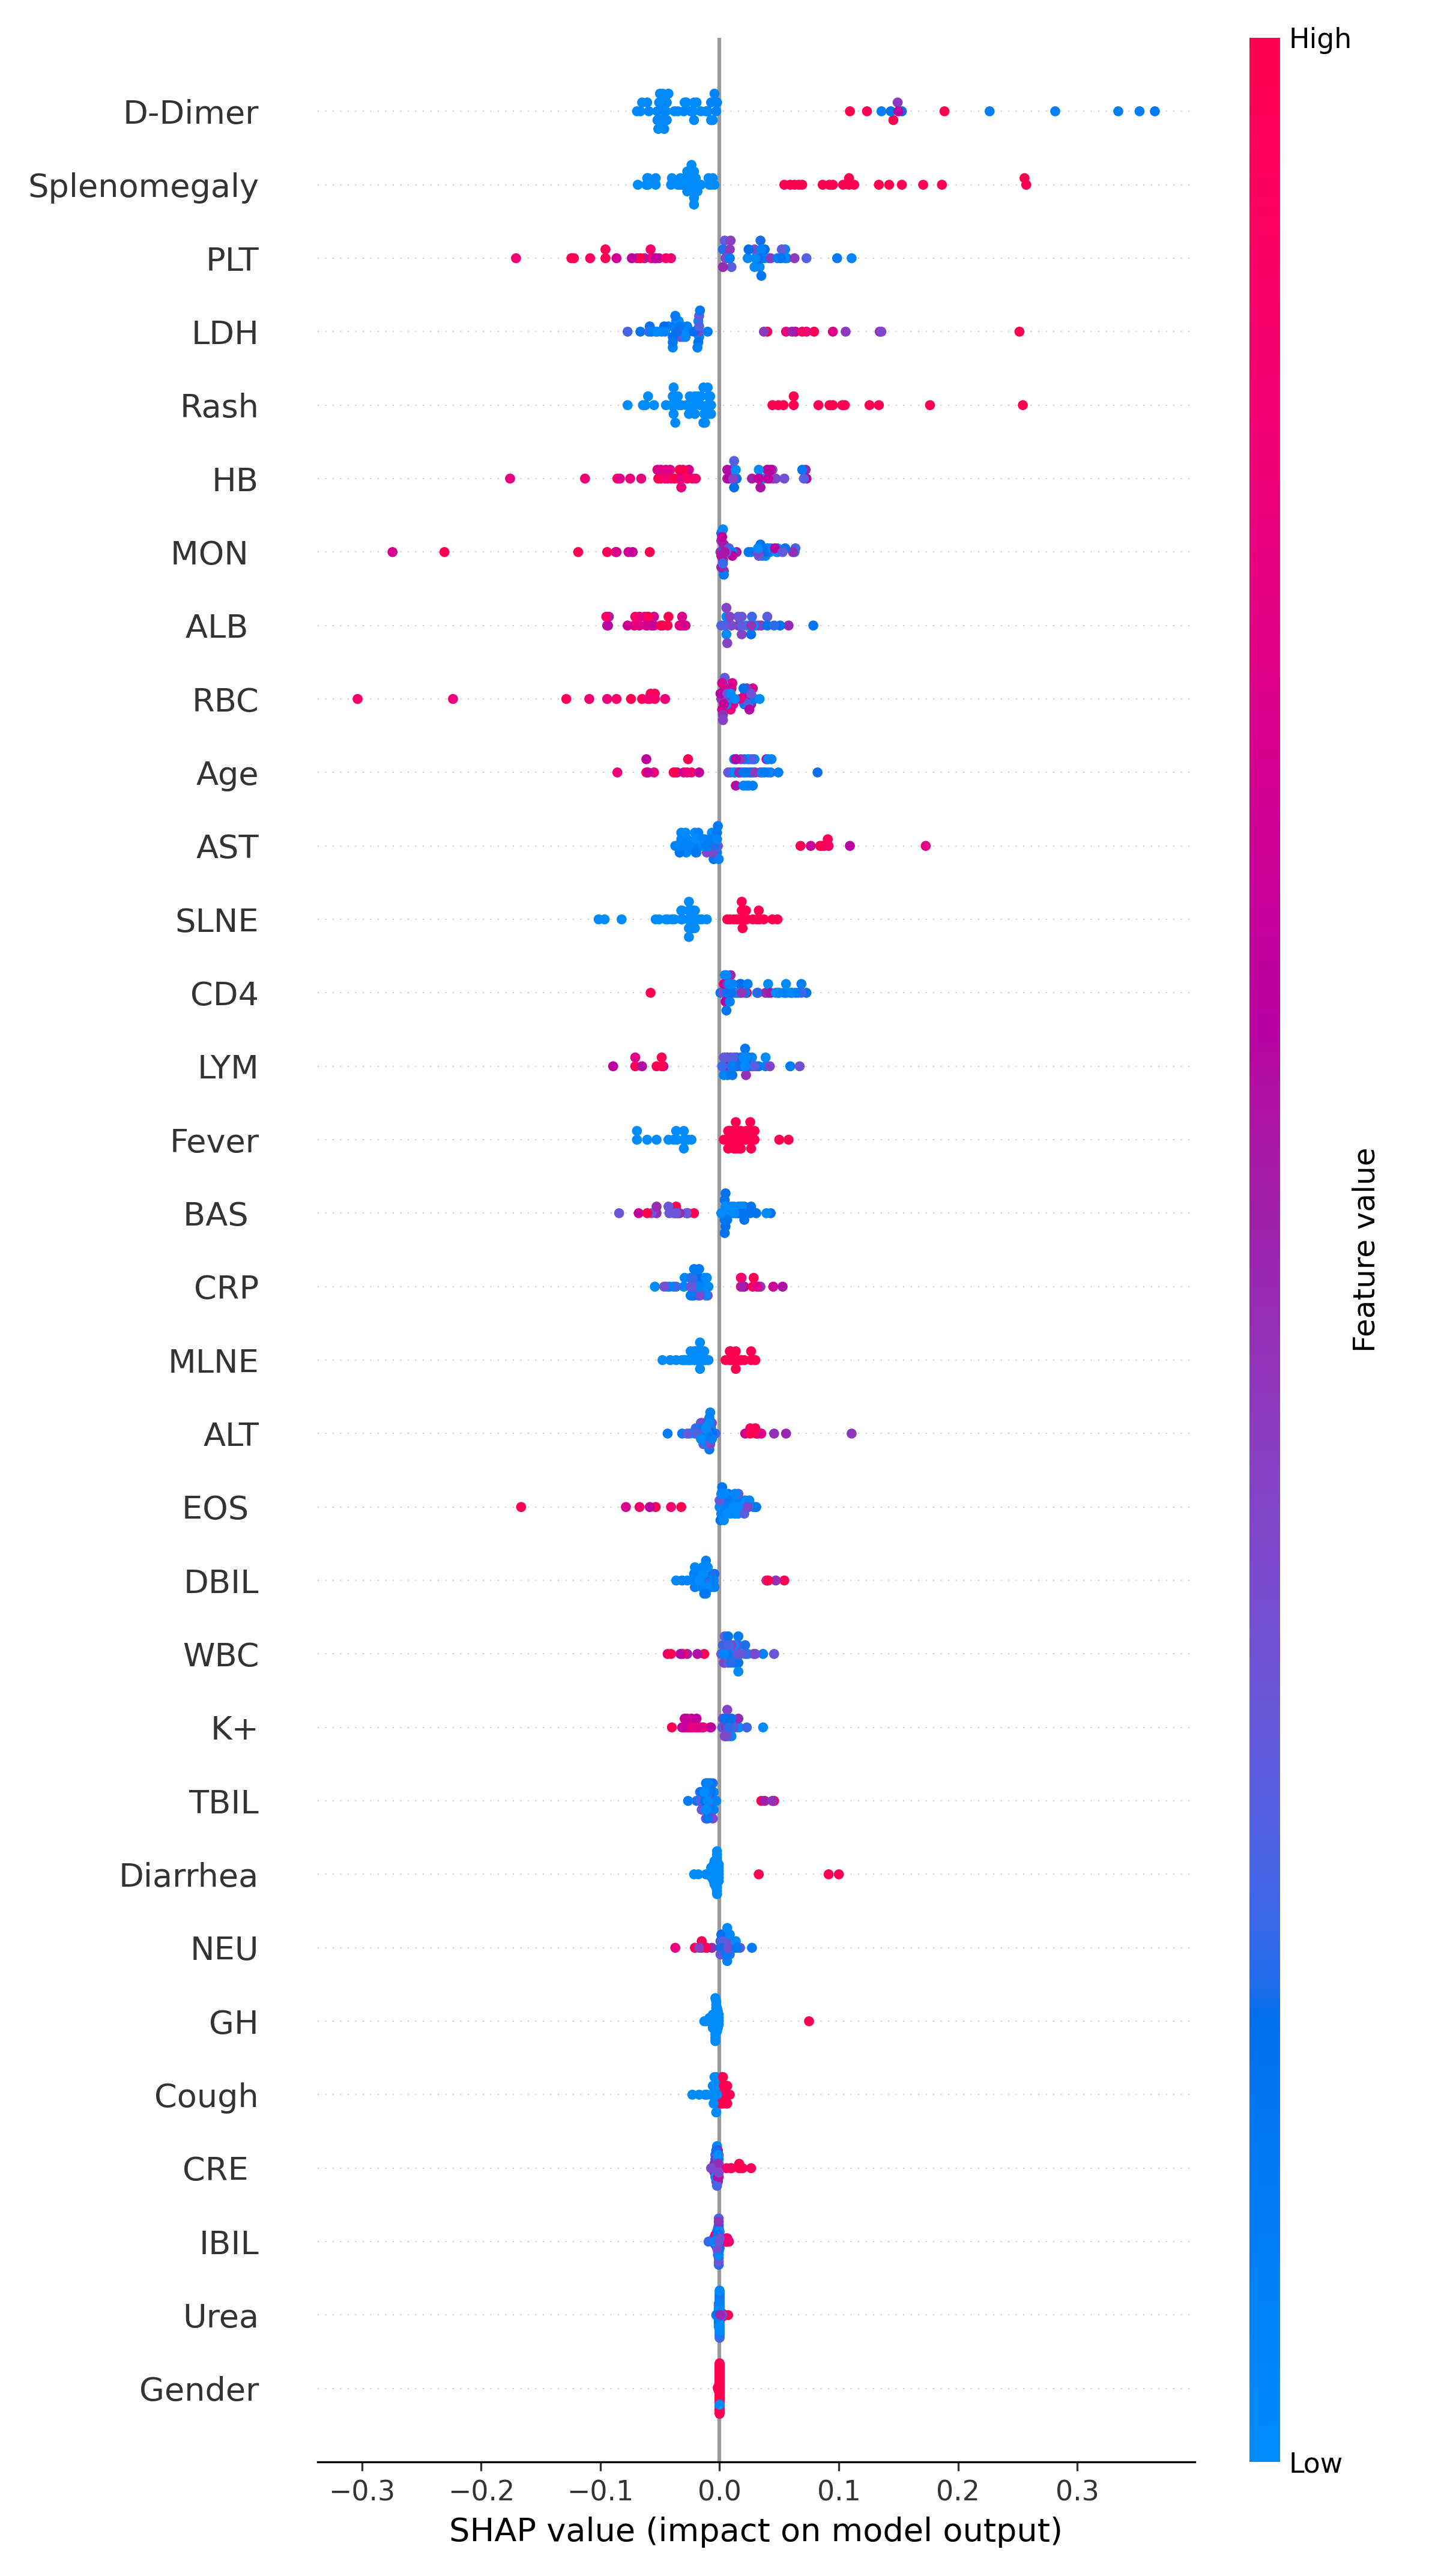 High
D-Dimer
Splenomegaly
PLT
LDH
Rash
HB
MON
ALB
RBC
Age
AST
SLNE
CD4
LYM
Fever
BAS
CRP
MLNE
ALT
EOS
DBIL
WBC
K+
TBIL
Diarrhea
NEU
GH
Cough
CRE
IBIL
Urea
Gender
Feature value
Low
−0.3 −0.2 −0.1 0.0 0.1 0.2 0.3
SHAP value (impact on model output)